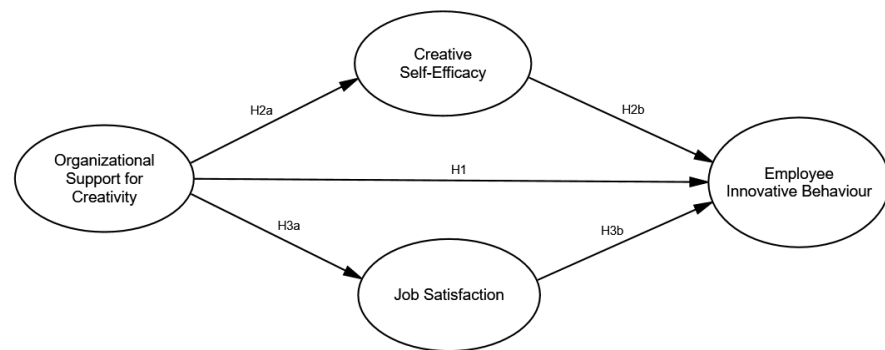 Creative
Self-Efficacy
H2a
H2b
Organizational
Support for
Creativity
H1
Employee
Innovative Behaviour
H3a
H3b
Job Satisfaction